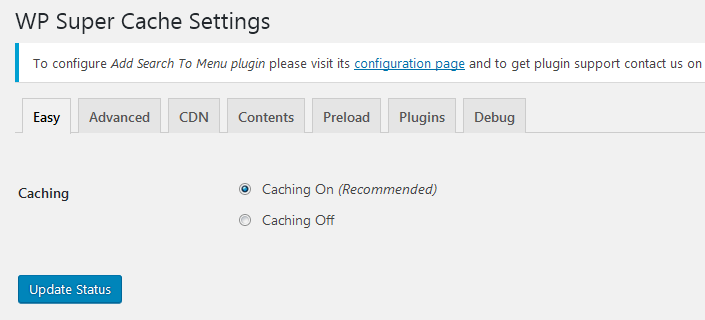 WP Super Cache Settings
To configure Add Search To Menu plugin please visit its configuration page and to get plugin support contact us on
Easy Advanced CDN Contents Preload Plugins Debug
Caching Caching On (Recommended)
Caching Off
Update Status